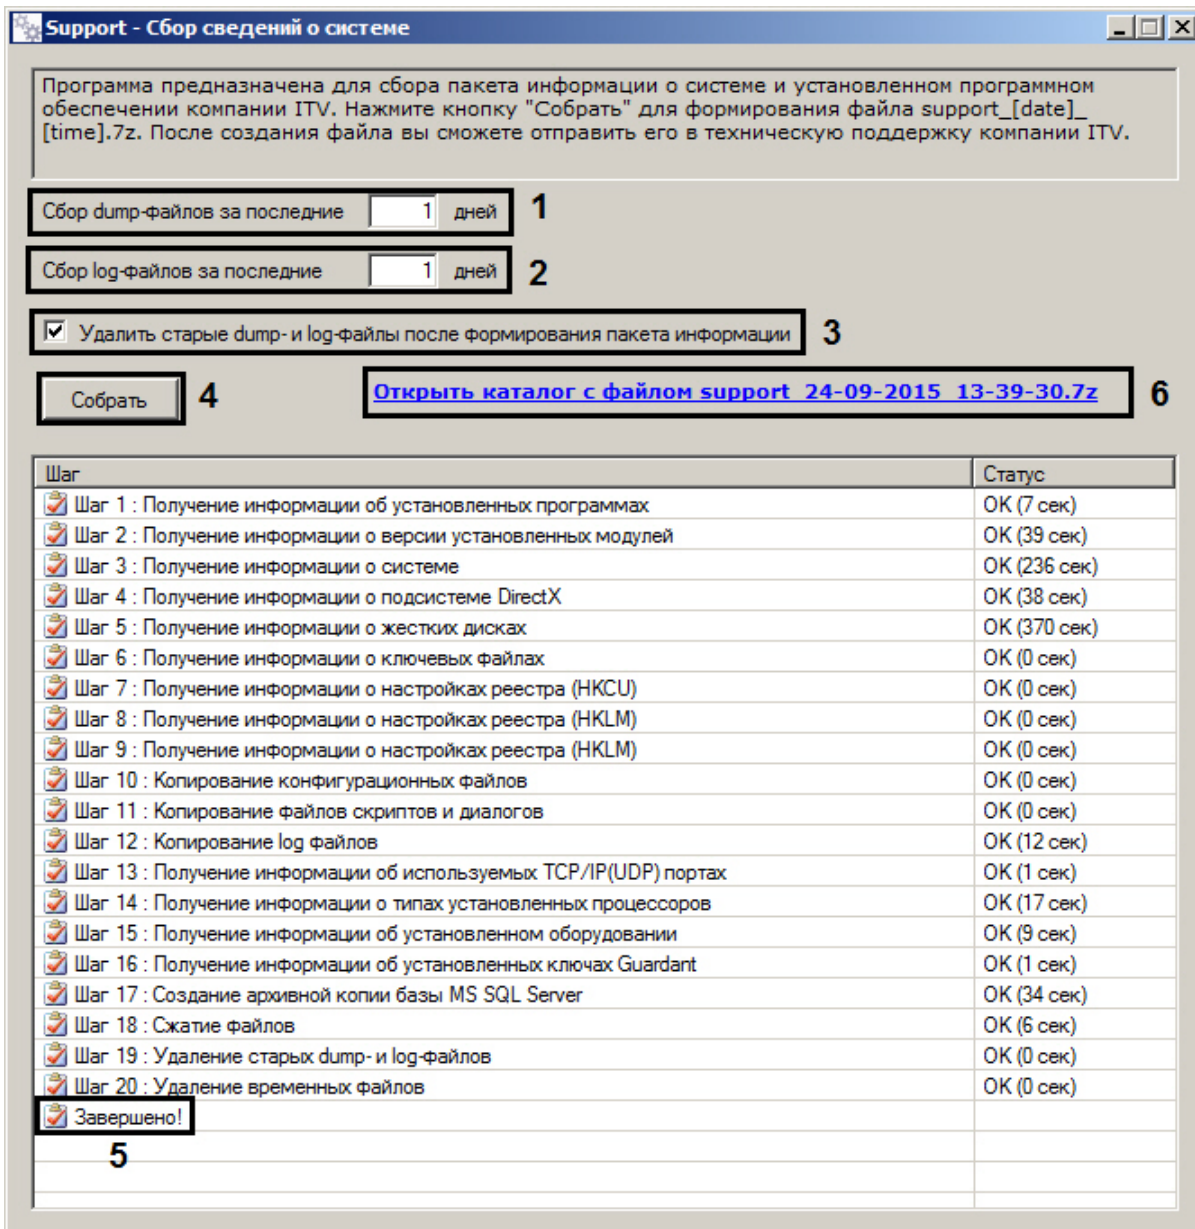 Support - Сбор сведений о системе
Программа предназначена для сбора пакета информации о системе и установленном программном
обеспечении компании ITV. Нажмите кнопку "Собрать" для формирования файла support_[date]_
[time].7z. После создания файла вы сможете отправить его в техническую поддержку компании ITV.
Сбор dump-файлов за последние 1 дней 1
Сбор log-файлов за последние 1 дней 2
Удалить старые dump- и log-файлы после формирования пакета информации 3
Собрать 4 Открыть каталог с файлом support_24-09-2015_13-39-30.7z 6
Шаг Статус
Шаг 1 : Получение информации об установленных программах OK (7 сек)
Шаг 2 : Получение информации о версии установленных модулей OK (39 сек)
Шаг 3 : Получение информации о системе OK (236 сек)
Шаг 4 : Получение информации о подсистеме DirectX OK (38 сек)
Шаг 5 : Получение информации о жестких дисках OK (370 сек)
Шаг 6 : Получение информации о ключевых файлах OK (0 сек)
Шаг 7 : Получение информации о настройках реестра (HKCU) OK (0 сек)
Шаг 8 : Получение информации о настройках реестра (HKLM) OK (0 сек)
Шаг 9 : Получение информации о настройках реестра (HKLM) OK (0 сек)
Шаг 10 : Копирование конфигурационных файлов OK (0 сек)
Шаг 11 : Копирование файлов скриптов и диалогов OK (0 сек)
Шаг 12 : Копирование log файлов OK (12 сек)
Шаг 13 : Получение информации об используемых TCP/IP(UDP) портах OK (1 сек)
Шаг 14 : Получение информации о типах установленных процессоров OK (17 сек)
Шаг 15 : Получение информации об установленном оборудовании OK (9 сек)
Шаг 16 : Получение информации об установленных ключах Guardant OK (1 сек)
Шаг 17 : Создание архивной копии базы MS SQL Server OK (34 сек)
Шаг 18 : Сжатие файлов OK (6 сек)
Шаг 19 : Удаление старых dump- и log-файлов OK (0 сек)
Шаг 20 : Удаление временных файлов OK (0 сек)
Завершено!
5